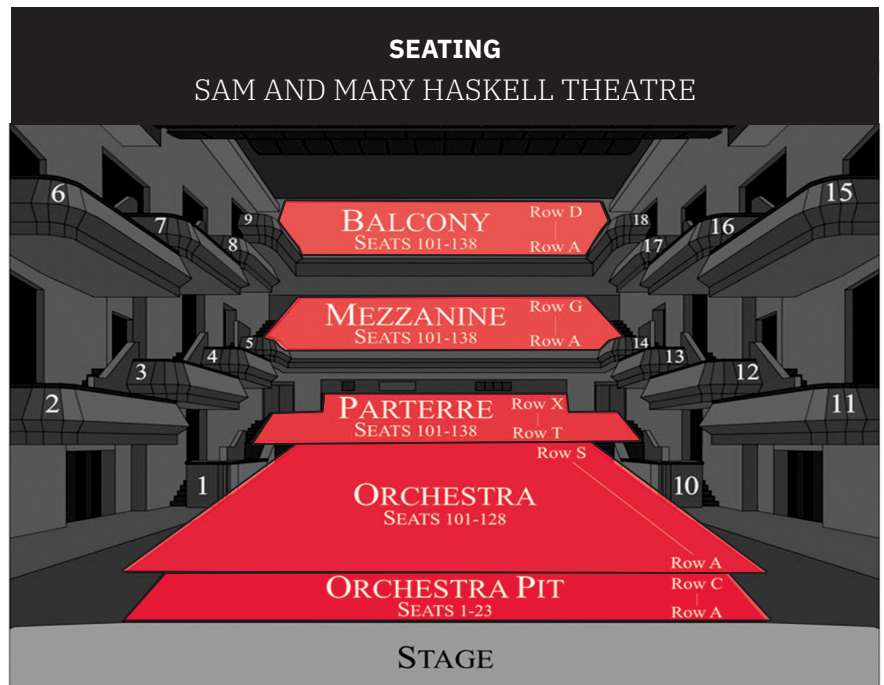 SEATING
SAM AND MARY HASKELL THEATRE
6
7
8
9
BALCONY
SEATS 101-138
Row D
Row A
18
17
16
15
2
3
4
5
MEZZANINE
SEATS 101-138
Row G
Row A
14
13
12
11
PARTERRE
SEATS 101-138
Row X
Row T
1
ORCHESTRA
SEATS 101-128
Row S
Row A
10
ORCHESTRA PIT
SEATS 1-23
Row C
Row A
STAGE